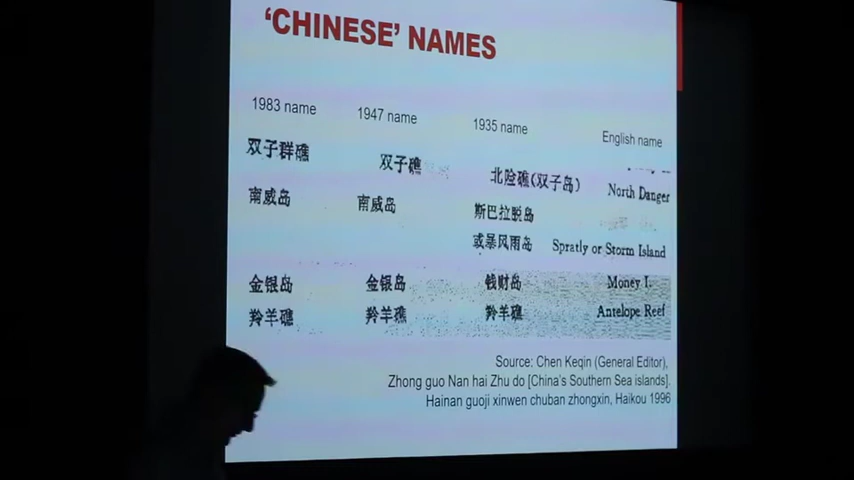 ‘CHINESE’ NAMES
1983 name 1947 name 1935 name English name
双子群礁 双子礁 北险礁(双子岛) North Danger
南威岛 南威岛 斯巴拉脱岛
或暴风雨岛 Spratly or Storm Island
金银岛 金银岛 钱财岛 Money I.
羚羊礁 羚羊礁 羚羊礁 Antelope Reef
Source: Chen Keqin (General Editor),
Zhong guo Nan hai Zhu do [China's Southern Sea islands].
Hainan guoji xinwen chuban zhongxin, Haikou 1996